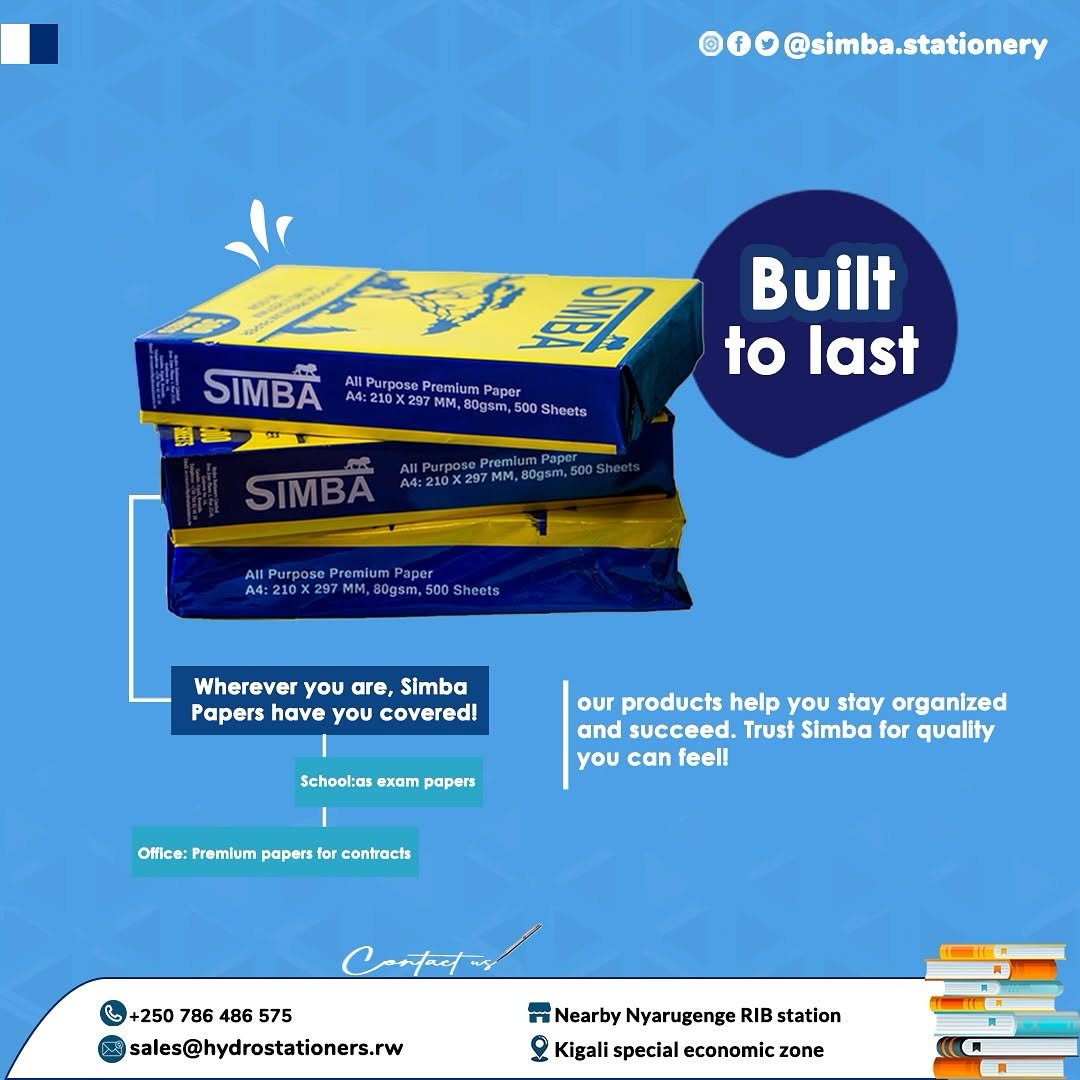 @simba.stationery
Built
to last
SIMBA
SIMBA
All Purpose Premium Paper
A4: 210 X 297 MM, 80gsm, 500 Sheets
SIMBA
All Purpose Premium Paper
A4: 210 X 297 MM, 80gsm, 500 Sheets
All Purpose Premium Paper
A4: 210 X 297 MM, 80gsm, 500 Sheets
Wherever you are, Simba
Papers have you covered!
School:as exam papers
Office: Premium papers for contracts
our products help you stay organized
and succeed. Trust Simba for quality
you can feel!
Contact us
+250 786 486 575
sales@hydrostationers.rw
Nearby Nyarugenge RIB station
Kigali special economic zone